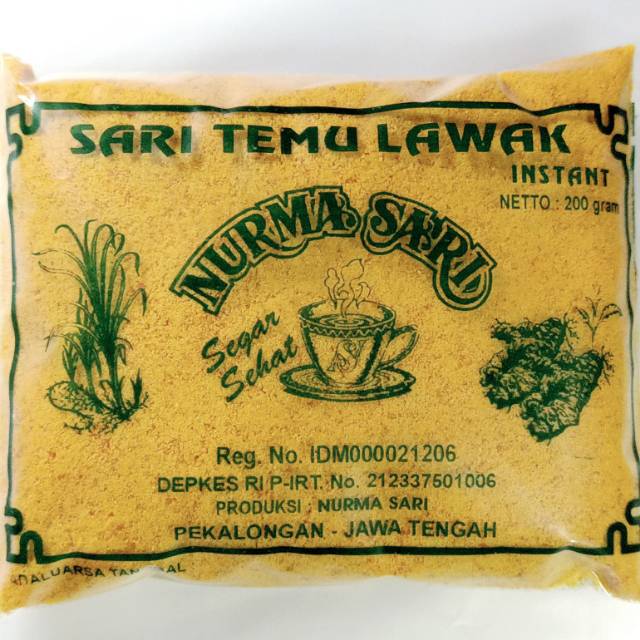 SARI TEMU LAWAK
INSTANT
NETTO : 200 gram
NURMA SARI
Segar
Sehat
NS
Reg. No. IDM000021206
DEPKES RI P-IRT. No. 212337501006
PRODUKSI : NURMA SARI
PEKALONGAN - JAWA TENGAH